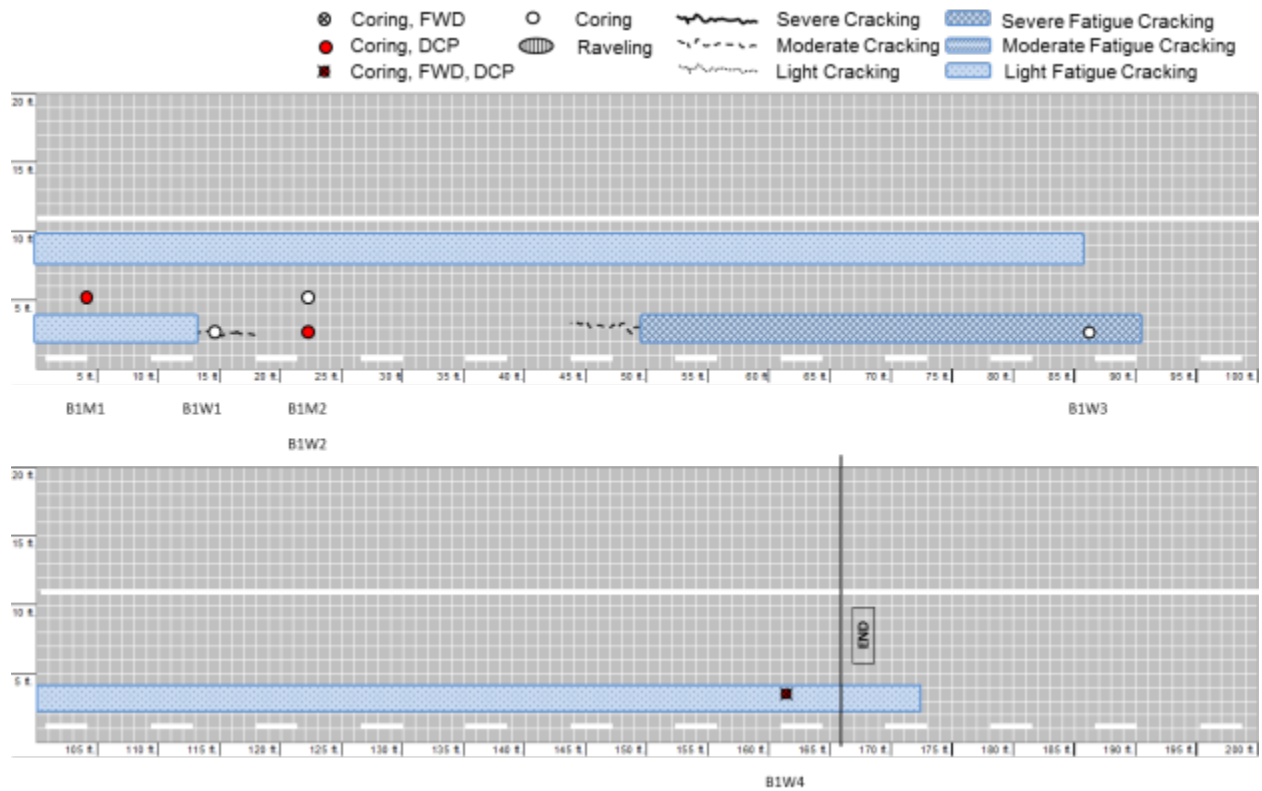 Coring, FWD Coring Severe Cracking Severe Fatigue Cracking
Coring, DCP Raveling Moderate Cracking Moderate Fatigue Cracking
Coring, FWD, DCP Light Cracking Light Fatigue Cracking
20 ft.
15 ft.
10 ft.
5 ft.
5 ft. 10 ft. 15 ft. 20 ft. 25 ft. 30 ft. 35 ft. 40 ft. 45 ft. 50 ft. 55 ft. 60 ft. 65 ft. 70 ft. 75 ft. 80 ft. 85 ft. 90 ft. 95 ft. 100 ft.
B1M1 B1W1 B1M2 B1W3
B1W2
20 ft.
15 ft.
10 ft.
END
5 ft.
105 ft. 110 ft. 115 ft. 120 ft. 125 ft. 130 ft. 135 ft. 140 ft. 145 ft. 150 ft. 155 ft. 160 ft. 165 ft. 170 ft. 175 ft. 180 ft. 185 ft. 190 ft. 195 ft. 200 ft.
B1W4